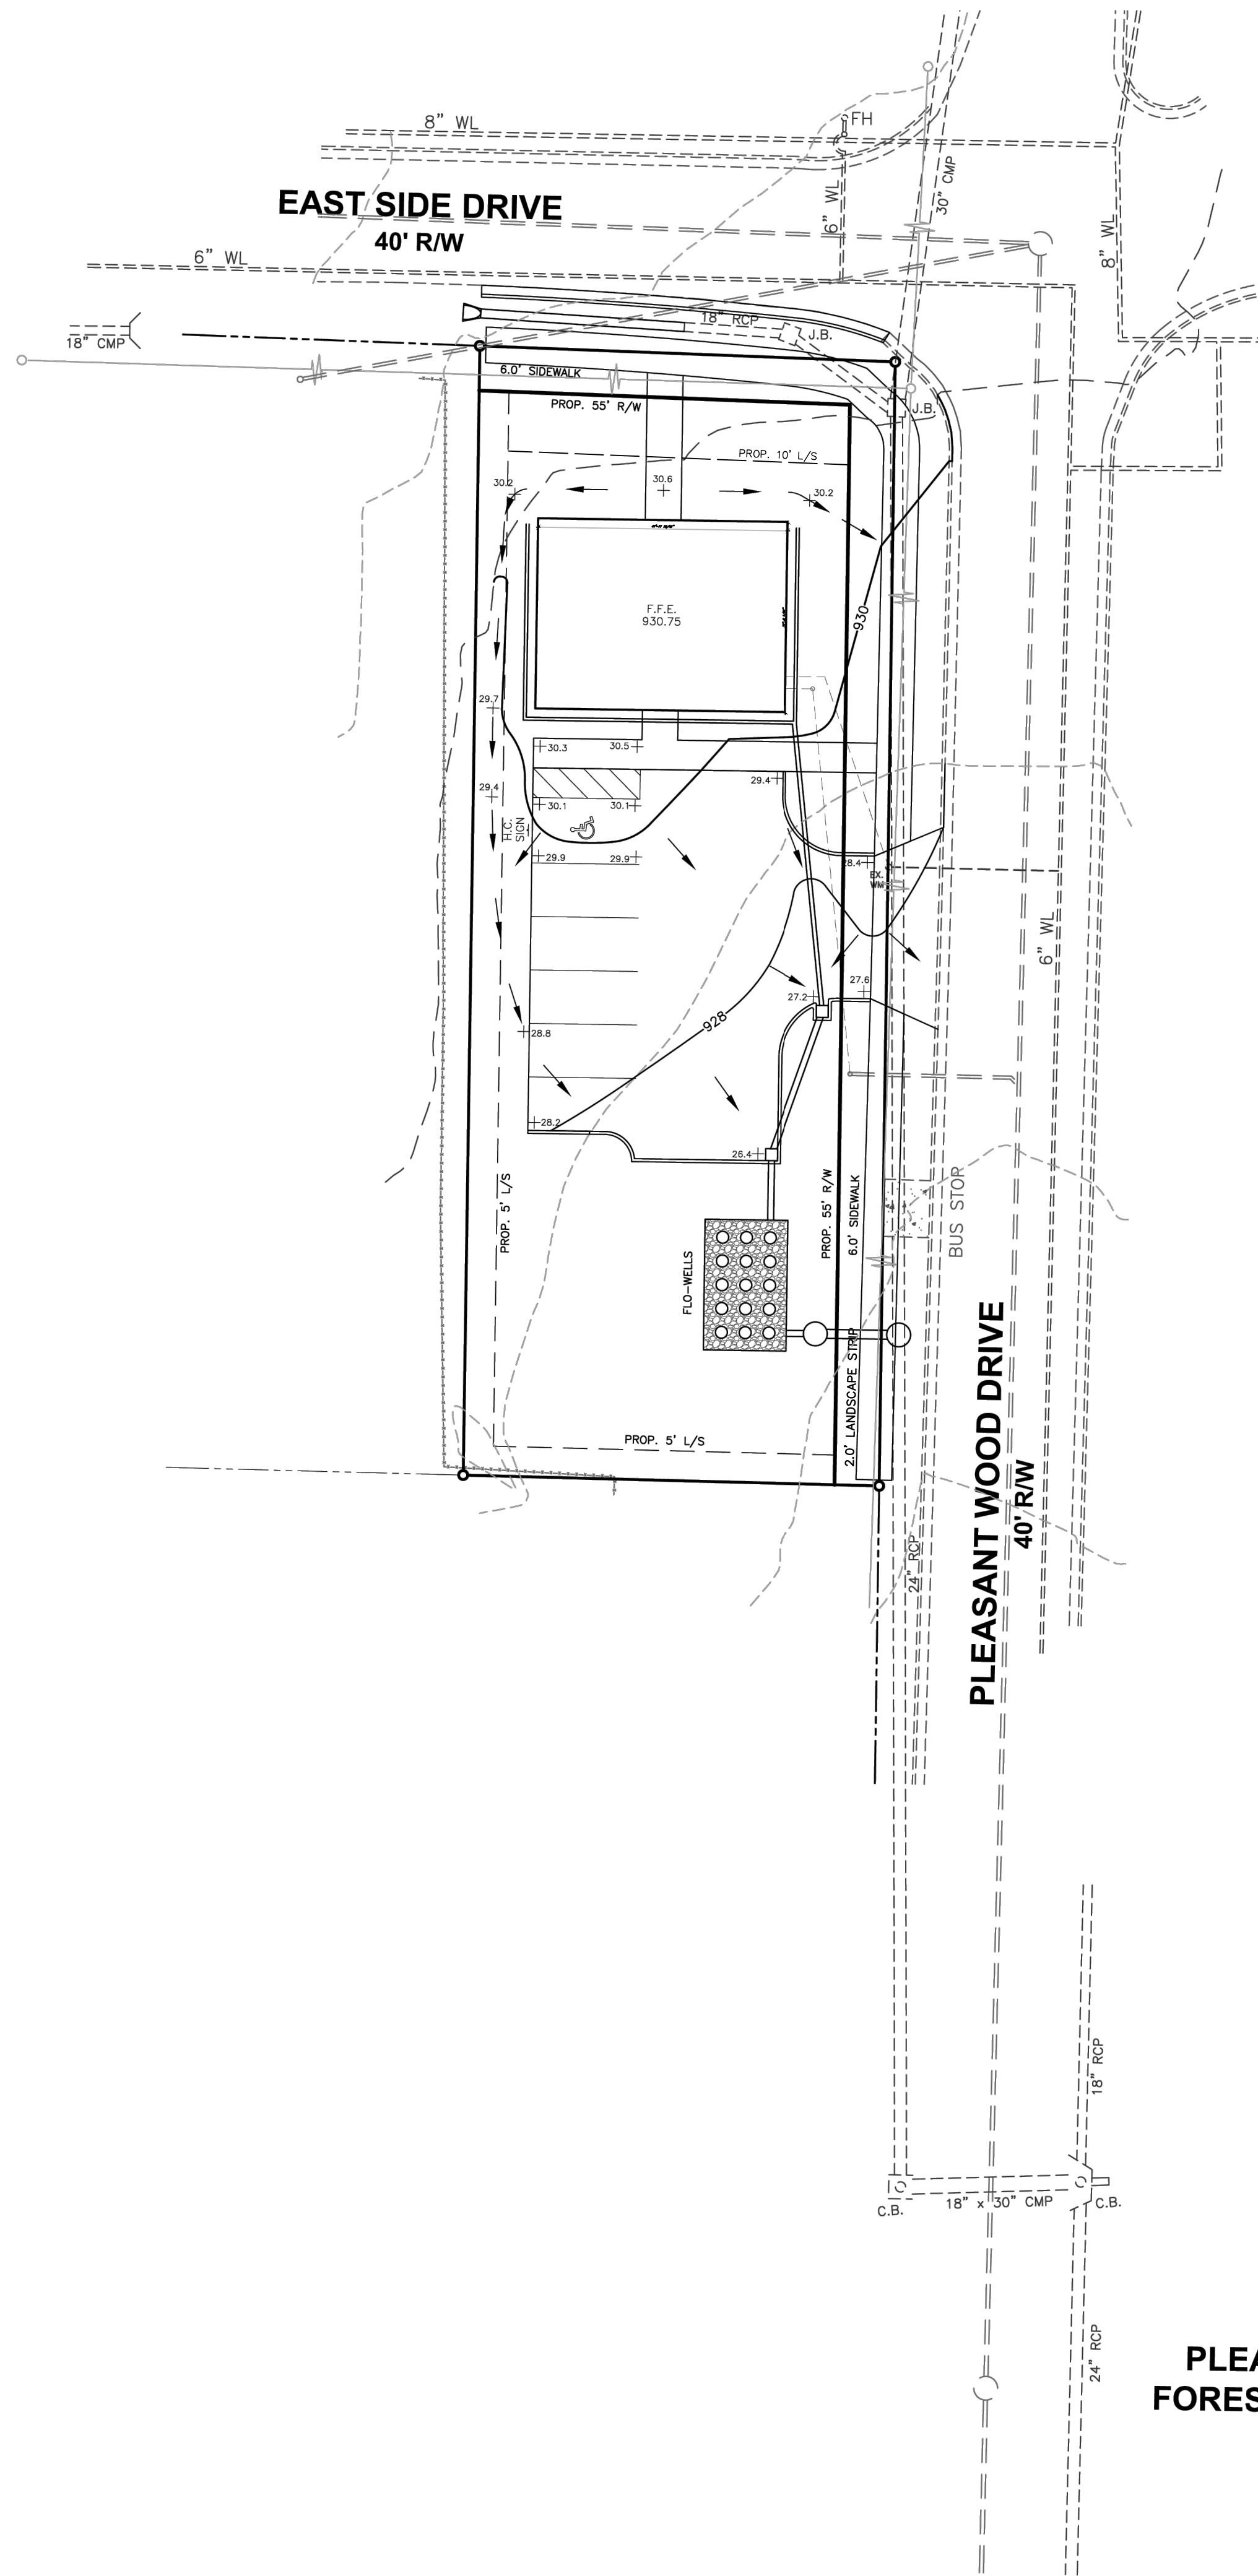 8" WL
FH
EAST SIDE DRIVE
40' R/W
6" WL
30" CMP
8" WL
6" WL
18" RCP
J.B.
18" CMP
6.0' SIDEWALK
PROP. 55' R/W
J.B.
PROP. 10' L/S
30.2
30.6
30.2
F.F.E.
930.75
930
29.7
30.3
30.5
29.4
29.4
30.1
30.1
H.C.
SIGN
29.9
29.9
28.4
EX.
WM
6" WL
27.2
27.6
928
28.8
28.2
26.4
PROP. 5' L/S
PROP. 55' R/W
6.0' SIDEWALK
BUS STOP
FLO-WELLS
2.0' LANDSCAPE STRIP
PROP. 5' L/S
PLEASANT WOOD DRIVE
40' R/W
24" RCP
18" RCP
C.B.
18" x 30" CMP
C.B.
24" RCP
PLEA
FORES